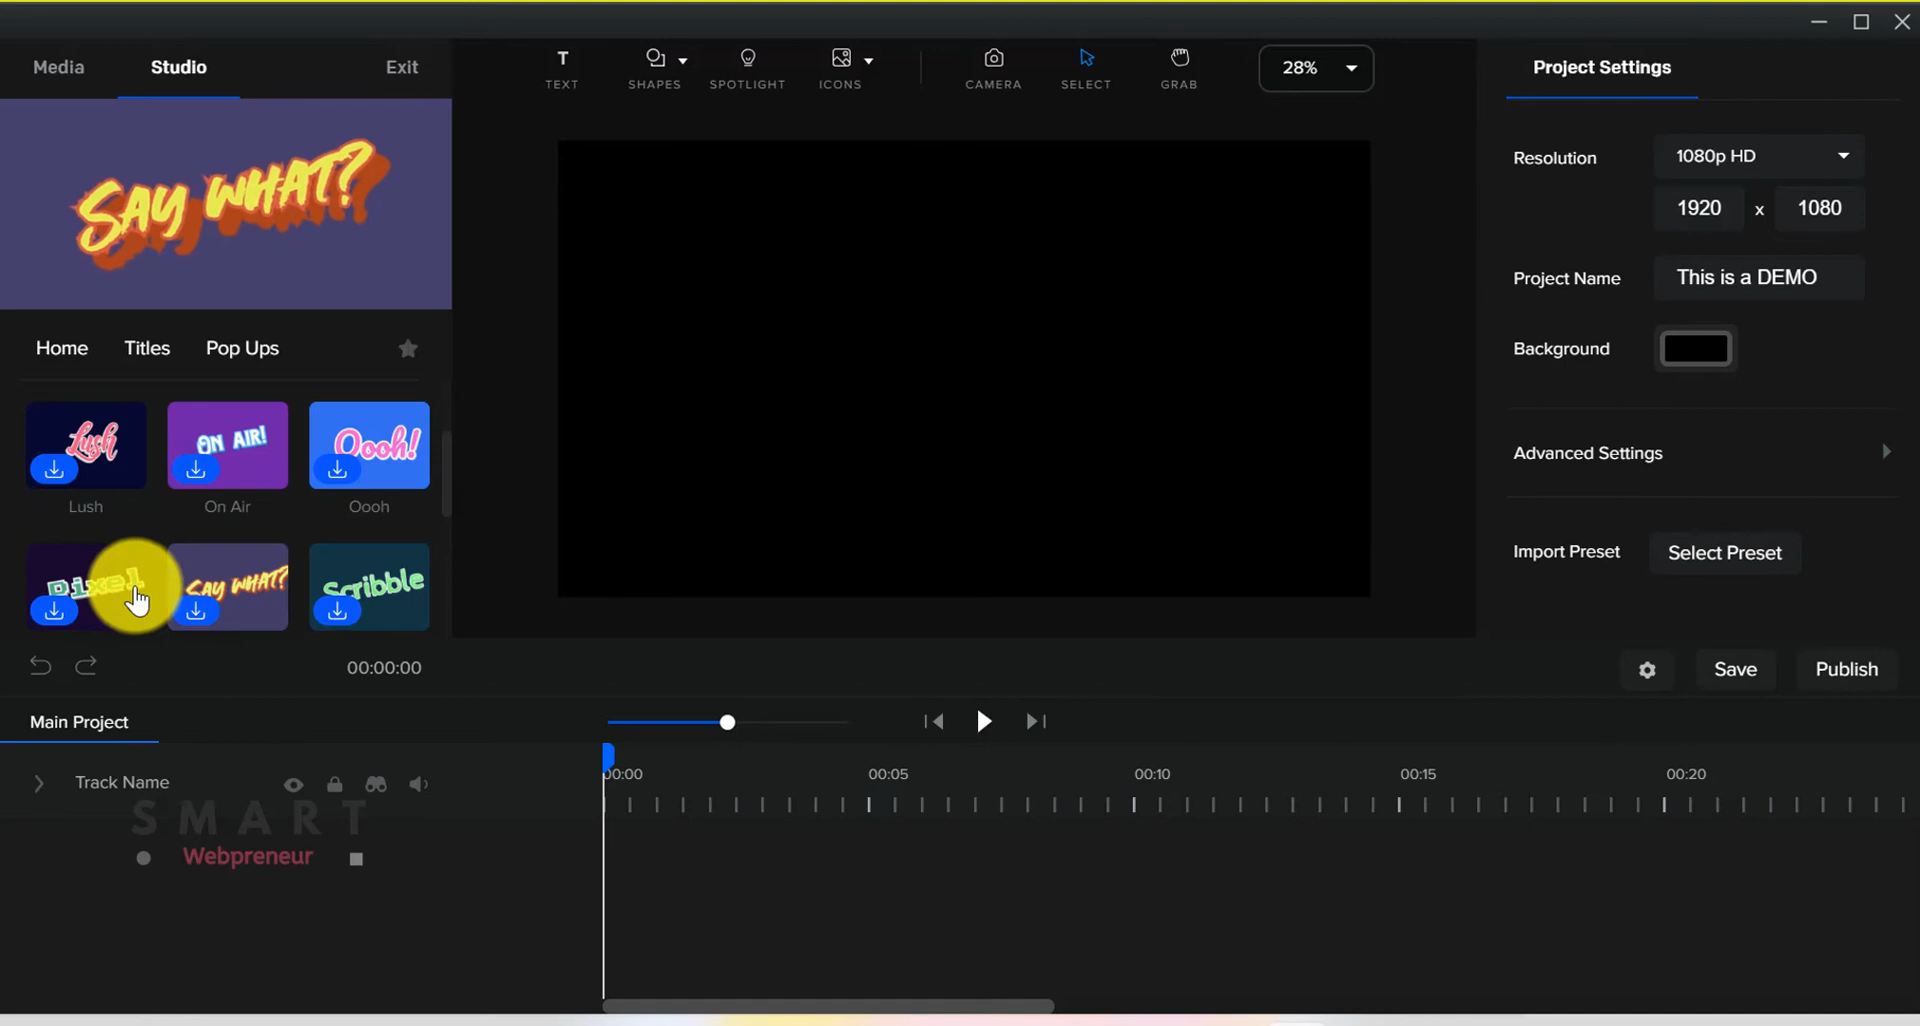 Media
Studio
Exit
TEXT
SHAPES
SPOTLIGHT
ICONS
CAMERA
SELECT
GRAB
28%
Project Settings
SAY WHAT?
Resolution
1080p HD
1920 x 1080
Project Name
This is a DEMO
Background
Home
Titles
Pop Ups
Lush
ON AIR!
Oooh!
Lush
On Air
Oooh
Advanced Settings
Pixel
SAY WHAT?
Scribble
Import Preset
Select Preset
00:00:00
Save
Publish
Main Project
00:00
00:05
00:10
00:15
00:20
Track Name
SMART
Webpreneur